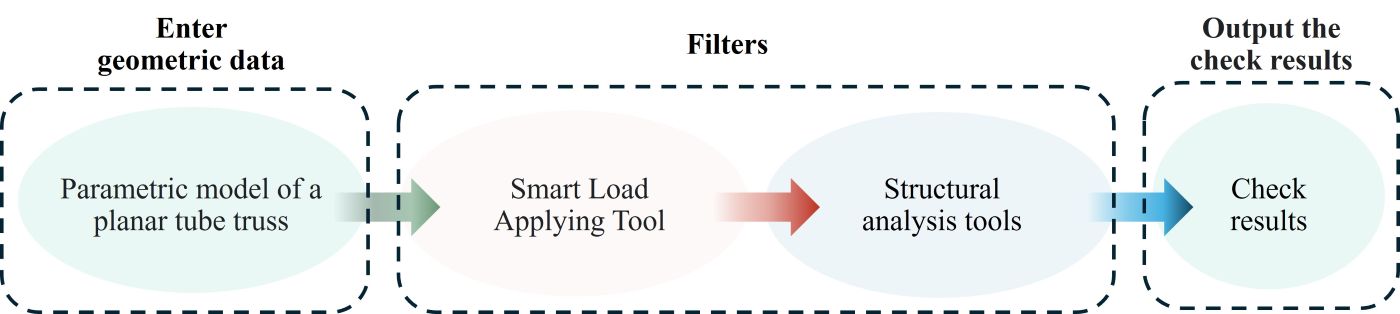 Enter
geometric data
Parametric model of a
planar tube truss
Filters
Smart Load
Applying Tool
Structural
analysis tools
Output the
check results
Check
results